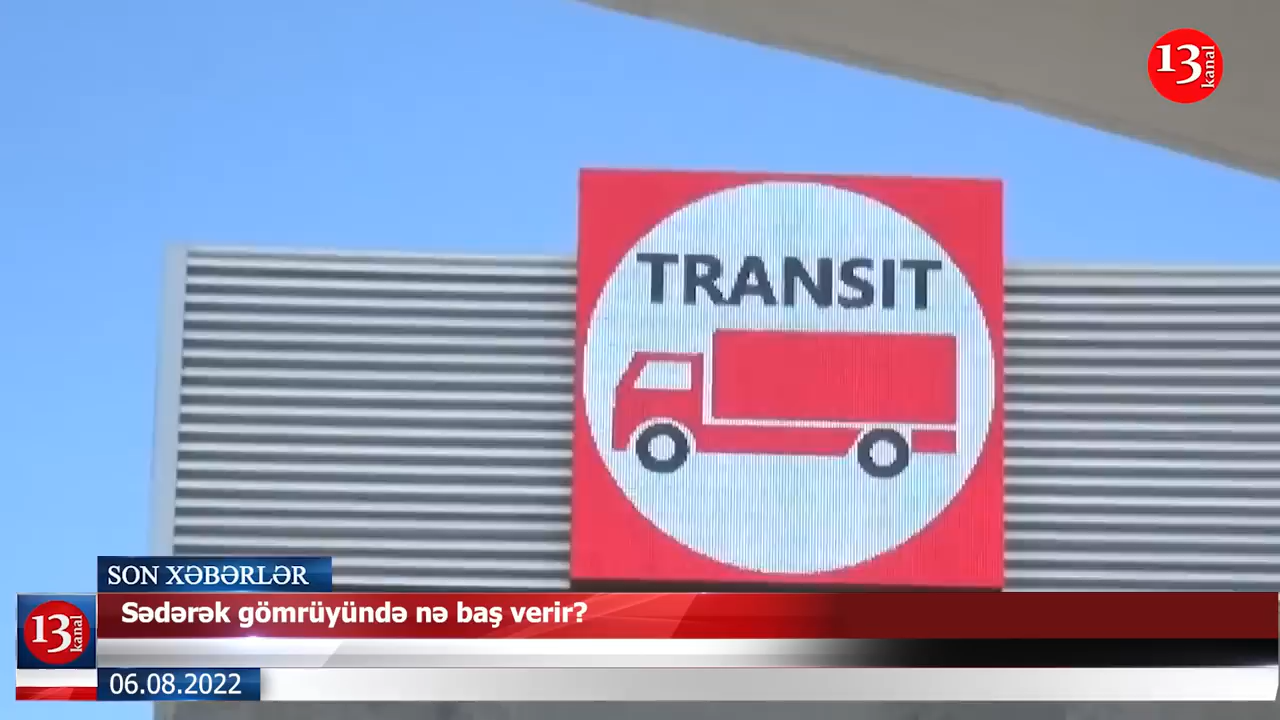 13 kanal
TRANSIT
SON XƏBƏRLƏR
Sədərək gömrüyündə nə baş verir?
13 kanal
06.08.2022